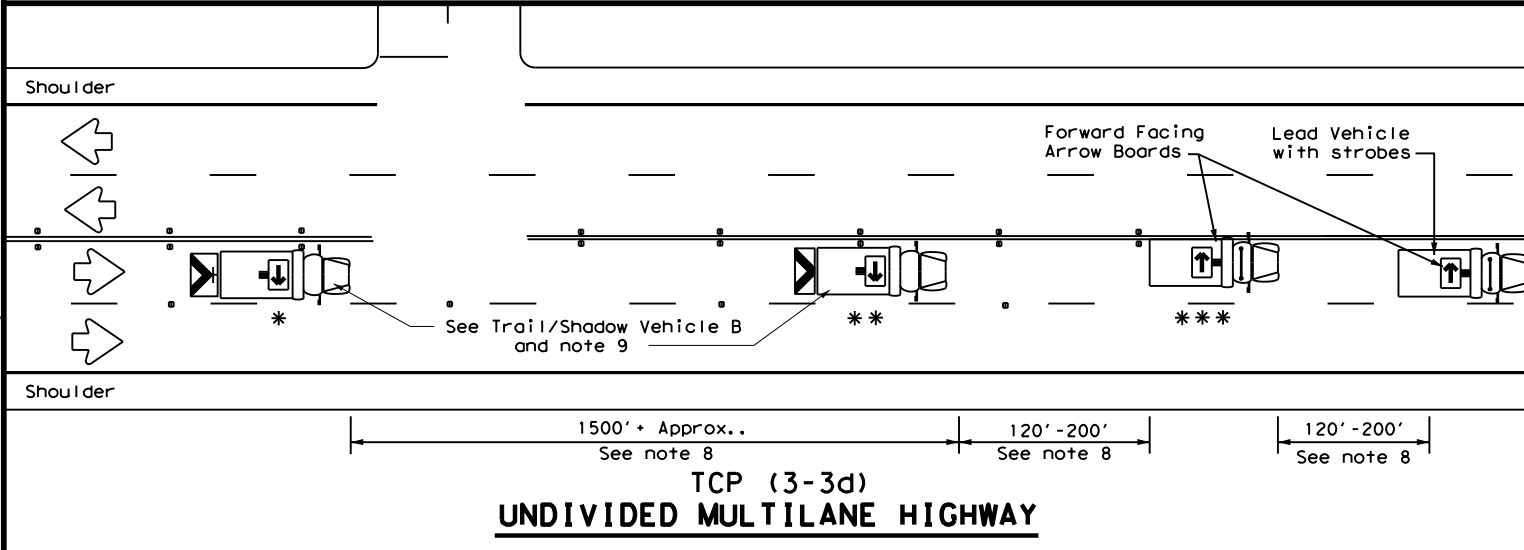 Shoulder
Forward Facing
Arrow Boards
Lead Vehicle
with strobes
*
See Trail/Shadow Vehicle B
and note 9
**
***
Shoulder
1500'+ Approx..
See note 8
120'-200'
See note 8
120'-200'
See note 8
TCP (3-3d)
UNDIVIDED MULTILANE HIGHWAY